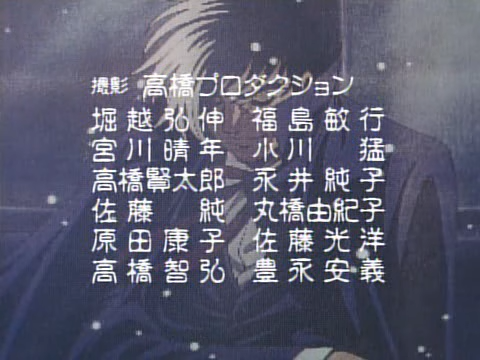 撮影 高橋プロダクション
堀越弘伸 福島敏行
宮川晴年 小川 猛
高橋賢太郎 永井純子
佐藤 純 丸橋由紀子
原田康子 佐藤光洋
高橋智弘 豊永安義